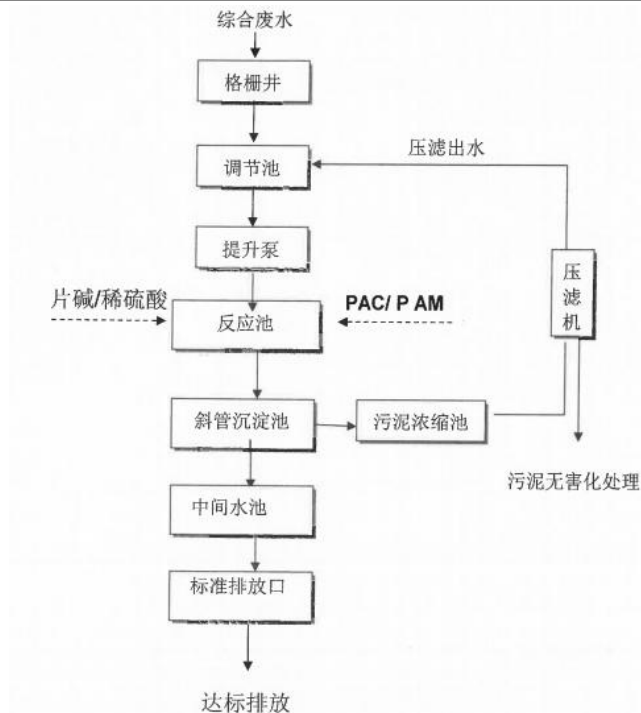 综合废水
格栅井
压滤出水
调节池
提升泵
压滤机
片碱/稀硫酸
PAC/ P AM
反应池
斜管沉淀池
污泥浓缩池
污泥无害化处理
中间水池
标准排放口
达标排放